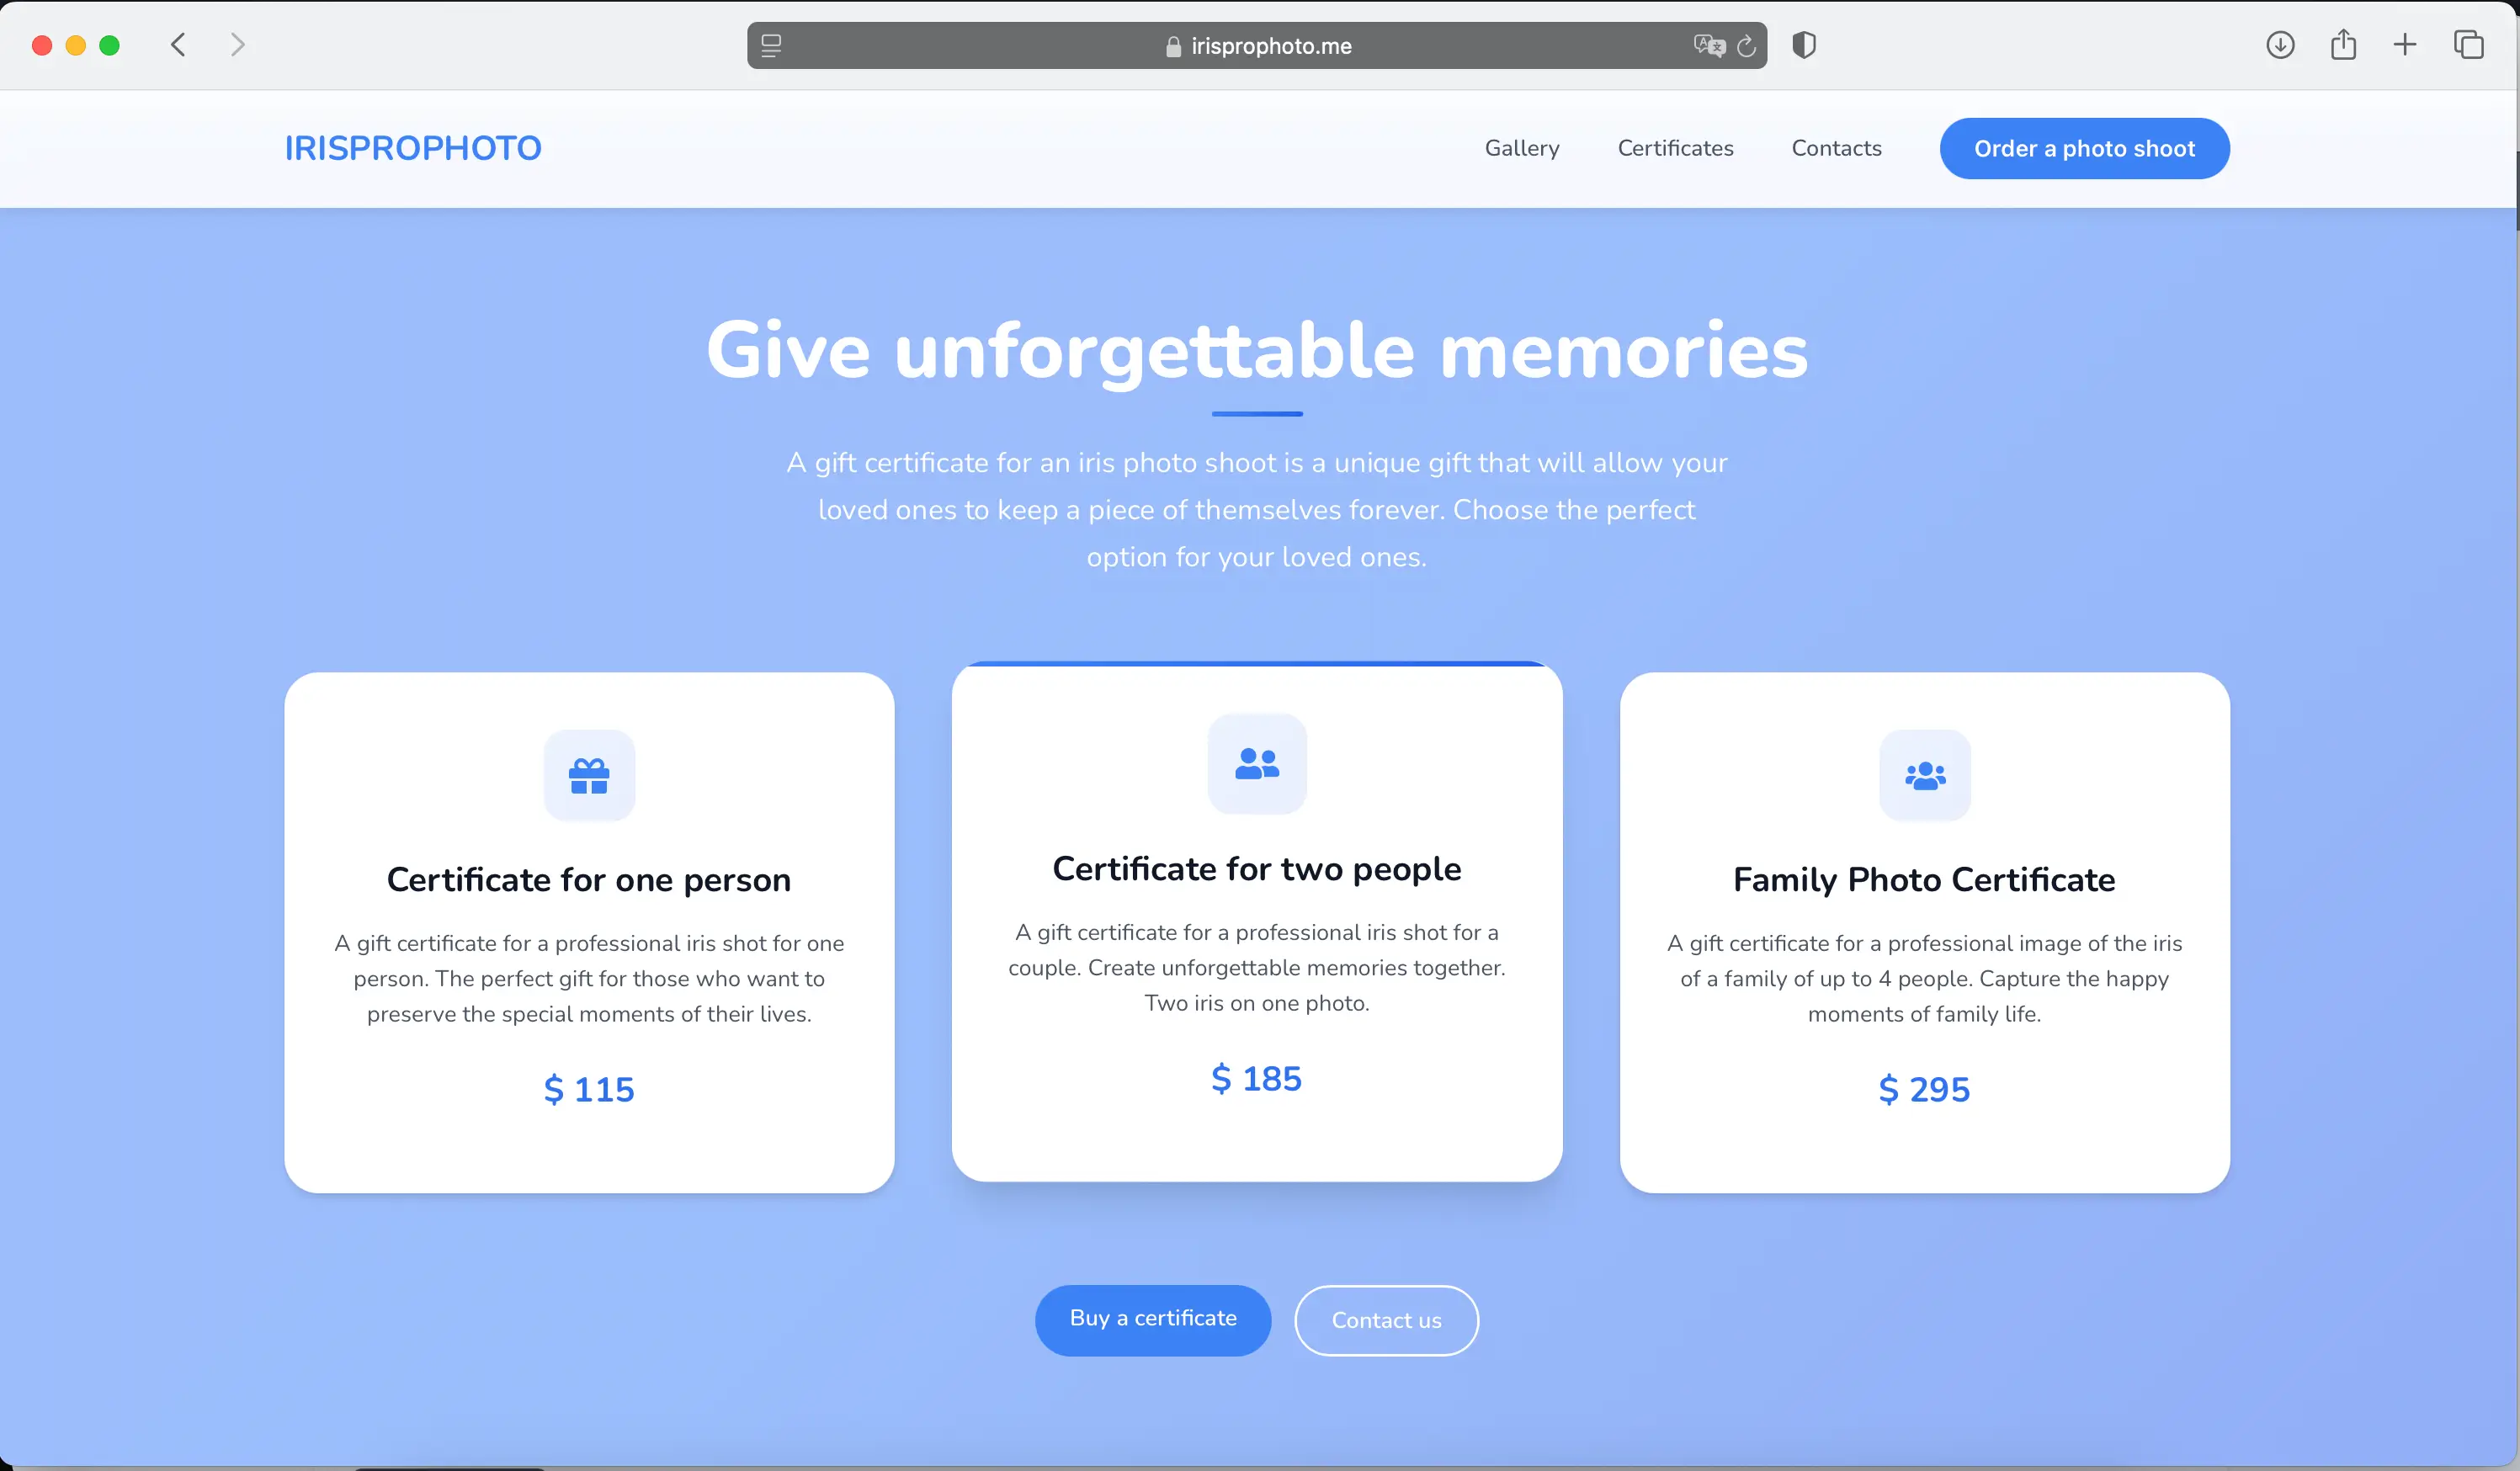 irisprophoto.me
IRISPROPHOTO
Gallery
Certificates
Contacts
Order a photo shoot
Give unforgettable memories
A gift certificate for an iris photo shoot is a unique gift that will allow your
loved ones to keep a piece of themselves forever. Choose the perfect
option for your loved ones.
Certificate for one person
A gift certificate for a professional iris shot for one
person. The perfect gift for those who want to
preserve the special moments of their lives.
$ 115
Certificate for two people
A gift certificate for a professional iris shot for a
couple. Create unforgettable memories together.
Two iris on one photo.
$ 185
Family Photo Certificate
A gift certificate for a professional image of the iris
of a family of up to 4 people. Capture the happy
moments of family life.
$ 295
Buy a certificate
Contact us